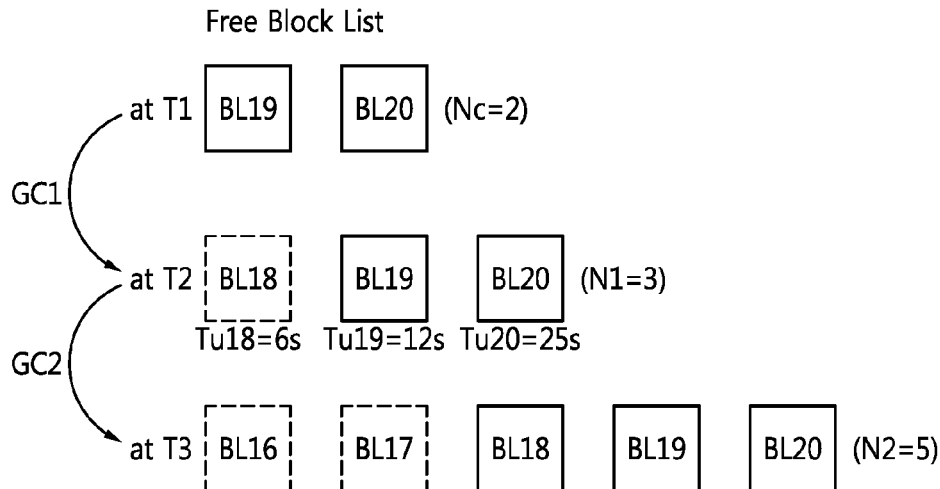 Free Block List
at T1 BL19 BL20 (Nc=2)
GC1
at T2 BL18 BL19 BL20 (N1=3)
Tu18=6s Tu19=12s Tu20=25s
GC2
at T3 BL16 BL17 BL18 BL19 BL20 (N2=5)